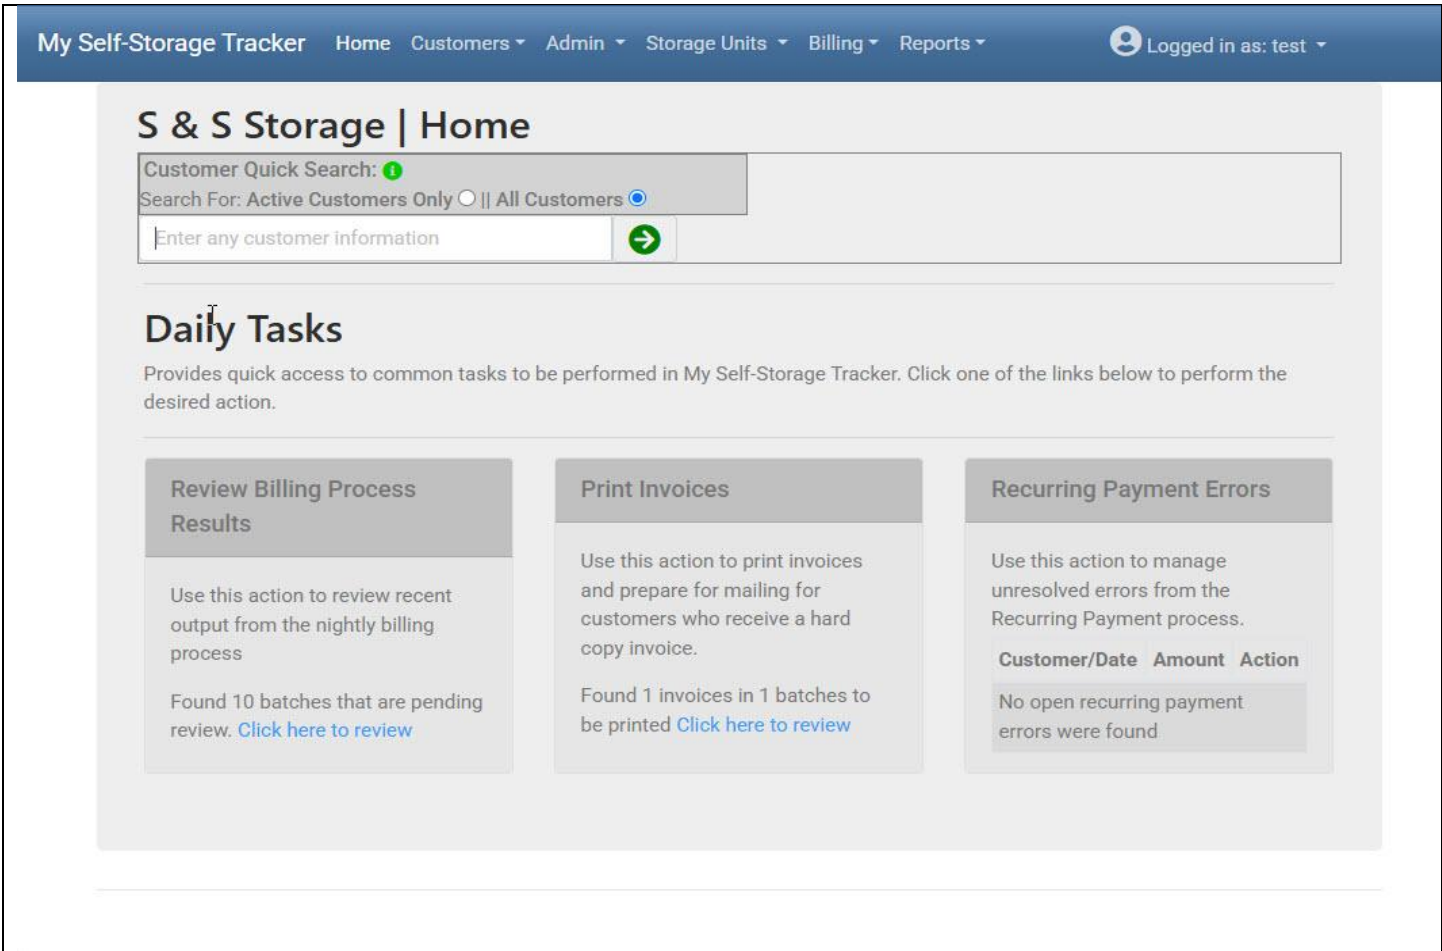 My Self-Storage Tracker Home Customers Admin Storage Units Billing Reports Logged in as: test
S & S Storage | Home
Customer Quick Search:
Search For: Active Customers Only || All Customers
Enter any customer information
Daily Tasks
Provides quick access to common tasks to be performed in My Self-Storage Tracker. Click one of the links below to perform the
desired action.
Review Billing Process
Results
Use this action to review recent
output from the nightly billing
process
Found 10 batches that are pending
review. Click here to review
Print Invoices
Use this action to print invoices
and prepare for mailing for
customers who receive a hard
copy invoice.
Found 1 invoices in 1 batches to
be printed Click here to review
Recurring Payment Errors
Use this action to manage
unresolved errors from the
Recurring Payment process.
Customer/Date Amount Action
No open recurring payment
errors were found